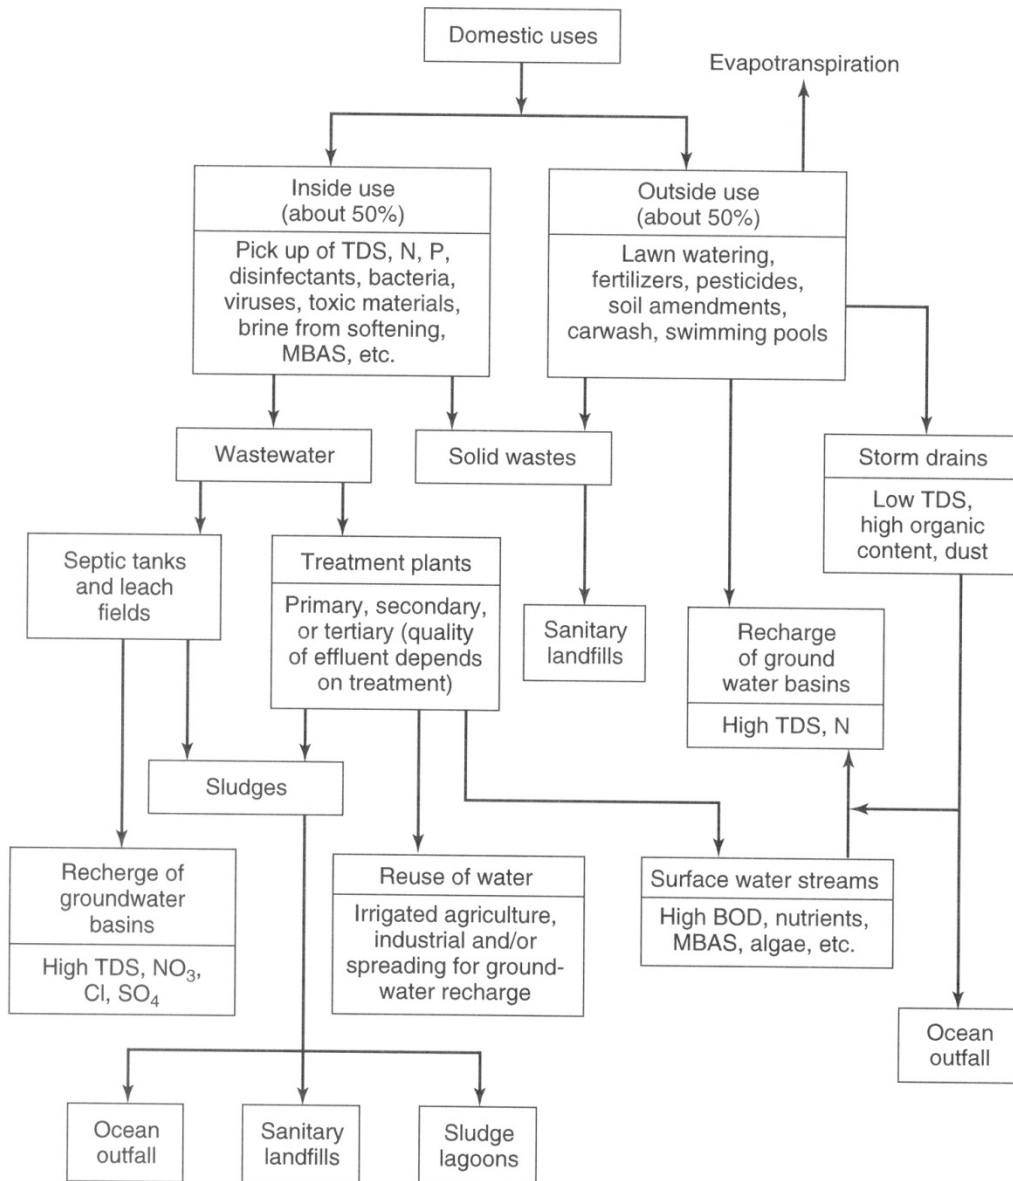 Domestic uses
Evapotranspiration
Inside use
(about 50%)
Pick up of TDS, N, P,
disinfectants, bacteria,
viruses, toxic materials,
brine from softening,
MBAS, etc.
Outside use
(about 50%)
Lawn watering,
fertilizers, pesticides,
soil amendments,
carwash, swimming pools
Wastewater
Solid wastes
Storm drains
Low TDS,
high organic
content, dust
Septic tanks
and leach
fields
Treatment plants
Primary, secondary,
or tertiary (quality
of effluent depends
on treatment)
Sanitary
landfills
Recharge
of ground
water basins
High TDS, N
Sludges
Recherge of
groundwater
basins
High TDS, NO₃,
Cl, SO₄
Reuse of water
Irrigated agriculture,
industrial and/or
spreading for ground-
water recharge
Surface water streams
High BOD, nutrients,
MBAS, algae, etc.
Ocean
outfall
Ocean
outfall
Sanitary
landfills
Sludge
lagoons